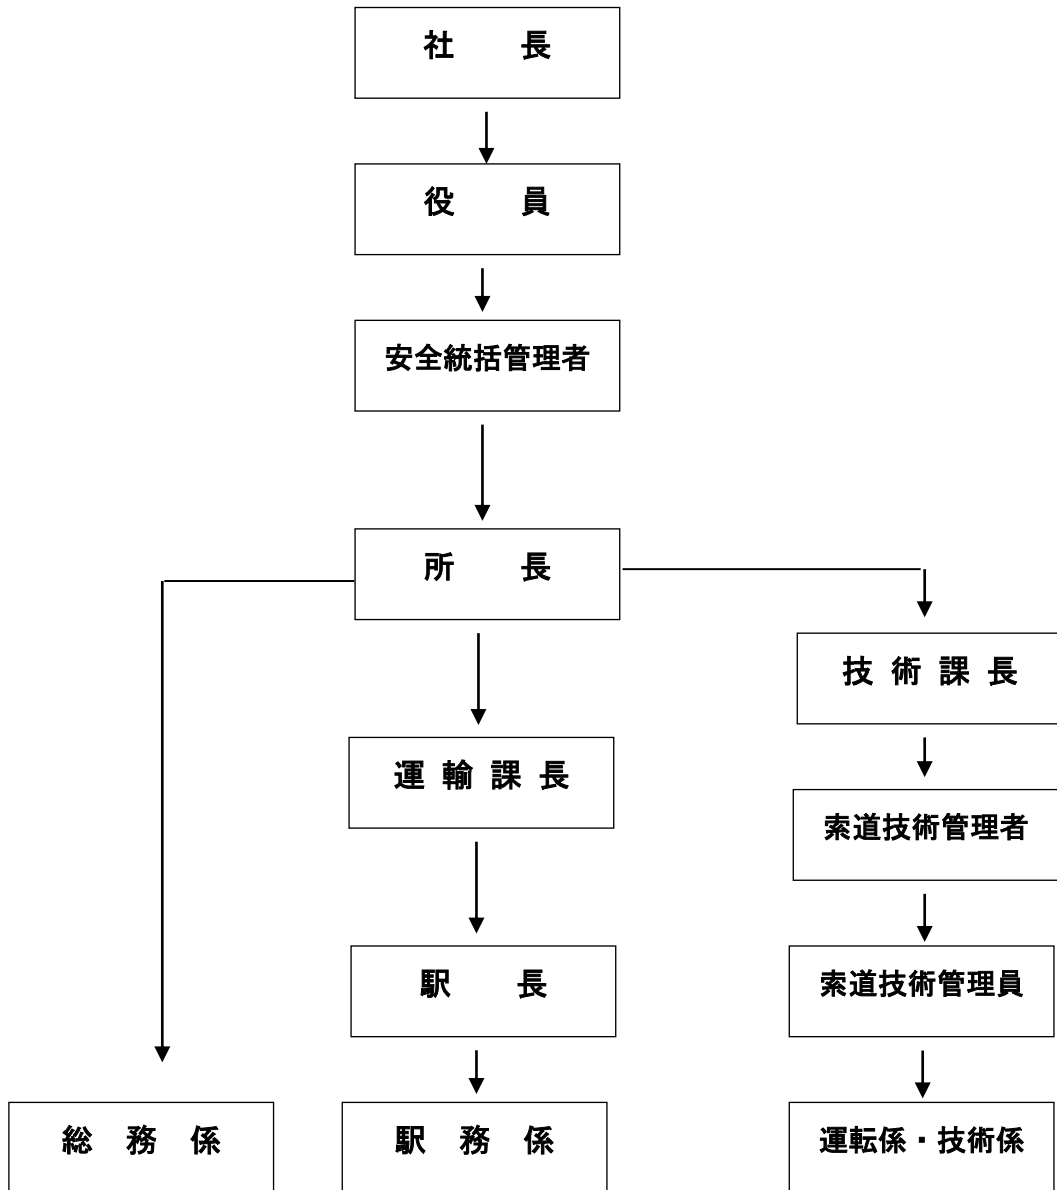 社　長
役　員
安全統括管理者
所　長
技術課長
運輸課長
索道技術管理者
駅　長
索道技術管理員
総務係
駅務係
運転係・技術係